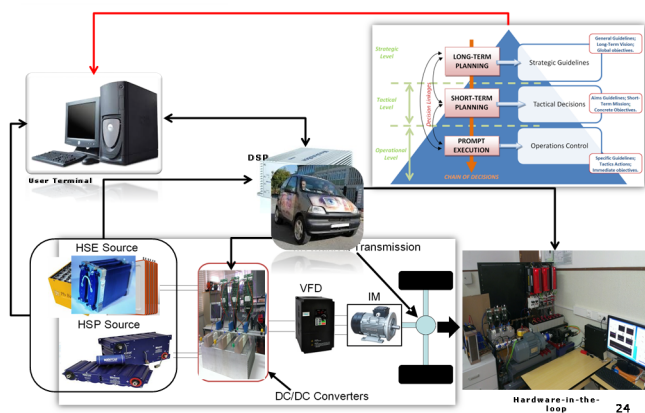 General Guidelines;
Long-Term Vision;
Global objectives.
Strategic
Level
LONG-TERM
PLANNING
Strategic Guidelines
Decision Linkages
Tactical
Level
SHORT-TERM
PLANNING
Tactical Decisions
Aims Guidelines; Short-
Term Mission;
Concrete Objectives.
Operational
Level
PROMPT
EXECUTION
Operations Control
Specific Guidelines;
Tactics Actions;
Immediate objectives.
CHAIN OF DECISIONS
User Terminal
DSP
HSE Source
Transmission
VFD
IM
HSP Source
DC/DC Converters
Hardware-in-the-
loop
24